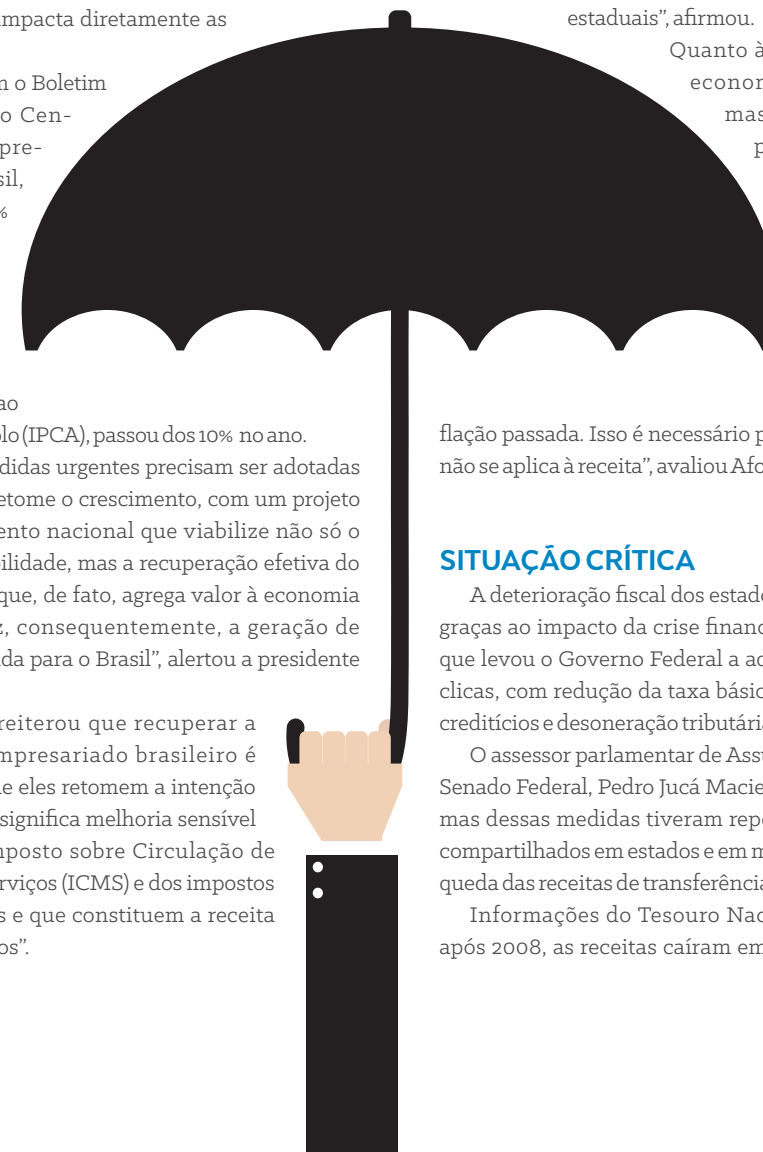 impacta diretamente as
m o Boletim
o Cen-
pre-
sil,
%
ao
lo (IPCA), passou dos 10% no ano.
didas urgentes precisam ser adotadas
etome o crescimento, com um projeto
ento nacional que viabilize não só o
bilidade, mas a recuperação efetiva do
que, de fato, agrega valor à economia
z, consequentemente, a geração de
da para o Brasil”, alertou a presidente
reiterou que recuperar a
mpresariado brasileiro é
e eles retomem a intenção
significa melhoria sensível
mposto sobre Circulação de
rviços (ICMS) e dos impostos
s e que constituem a receita
os”.
estaduais”, afirmou.
Quanto à
econor
mas
p
flação passada. Isso é necessário p
não se aplica à receita”, avaliou Afo
SITUAÇÃO CRÍTICA
A deterioração fiscal dos estado
graças ao impacto da crise financ
que levou o Governo Federal a ad
clicas, com redução da taxa básic
creditícios e desoneração tributária
O assessor parlamentar de Assu
Senado Federal, Pedro Jucá Macie
mas dessas medidas tiveram repe
compartilhados em estados e em m
queda das receitas de transferência
Informações do Tesouro Nac
após 2008, as receitas caíram em